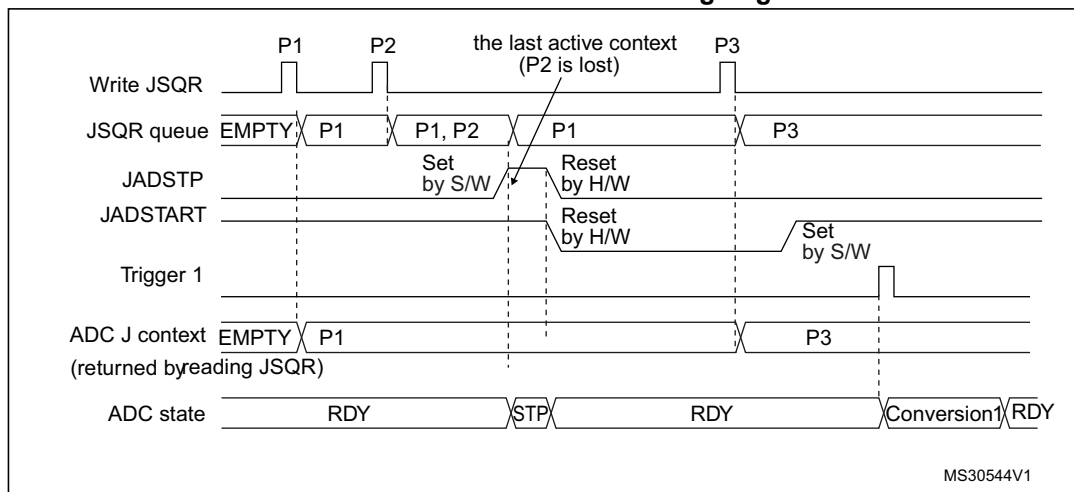 P1 P2 the last active context P3
(P2 is lost)
Write JSQR
JSQR queue EMPTY P1 P1, P2 P1 P3
Set Reset
by S/W by H/W
JADSTP
JADSTART
Reset
by H/W
Set
by S/W
Trigger 1
ADC J context EMPTY P1 P3
(returned byreading JSQR)
ADC state RDY STP RDY Conversion1 RDY
MS30544V1